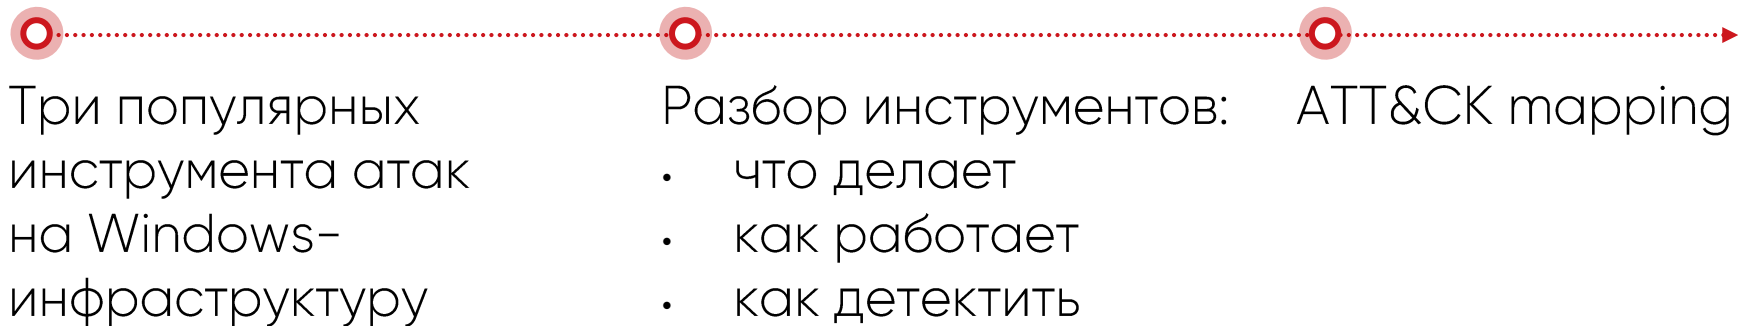 Три популярных
инструмента атак
на Windows-
инфраструктуру
Разбор инструментов:
• что делает
• как работает
• как детектить
ATT&CK mapping